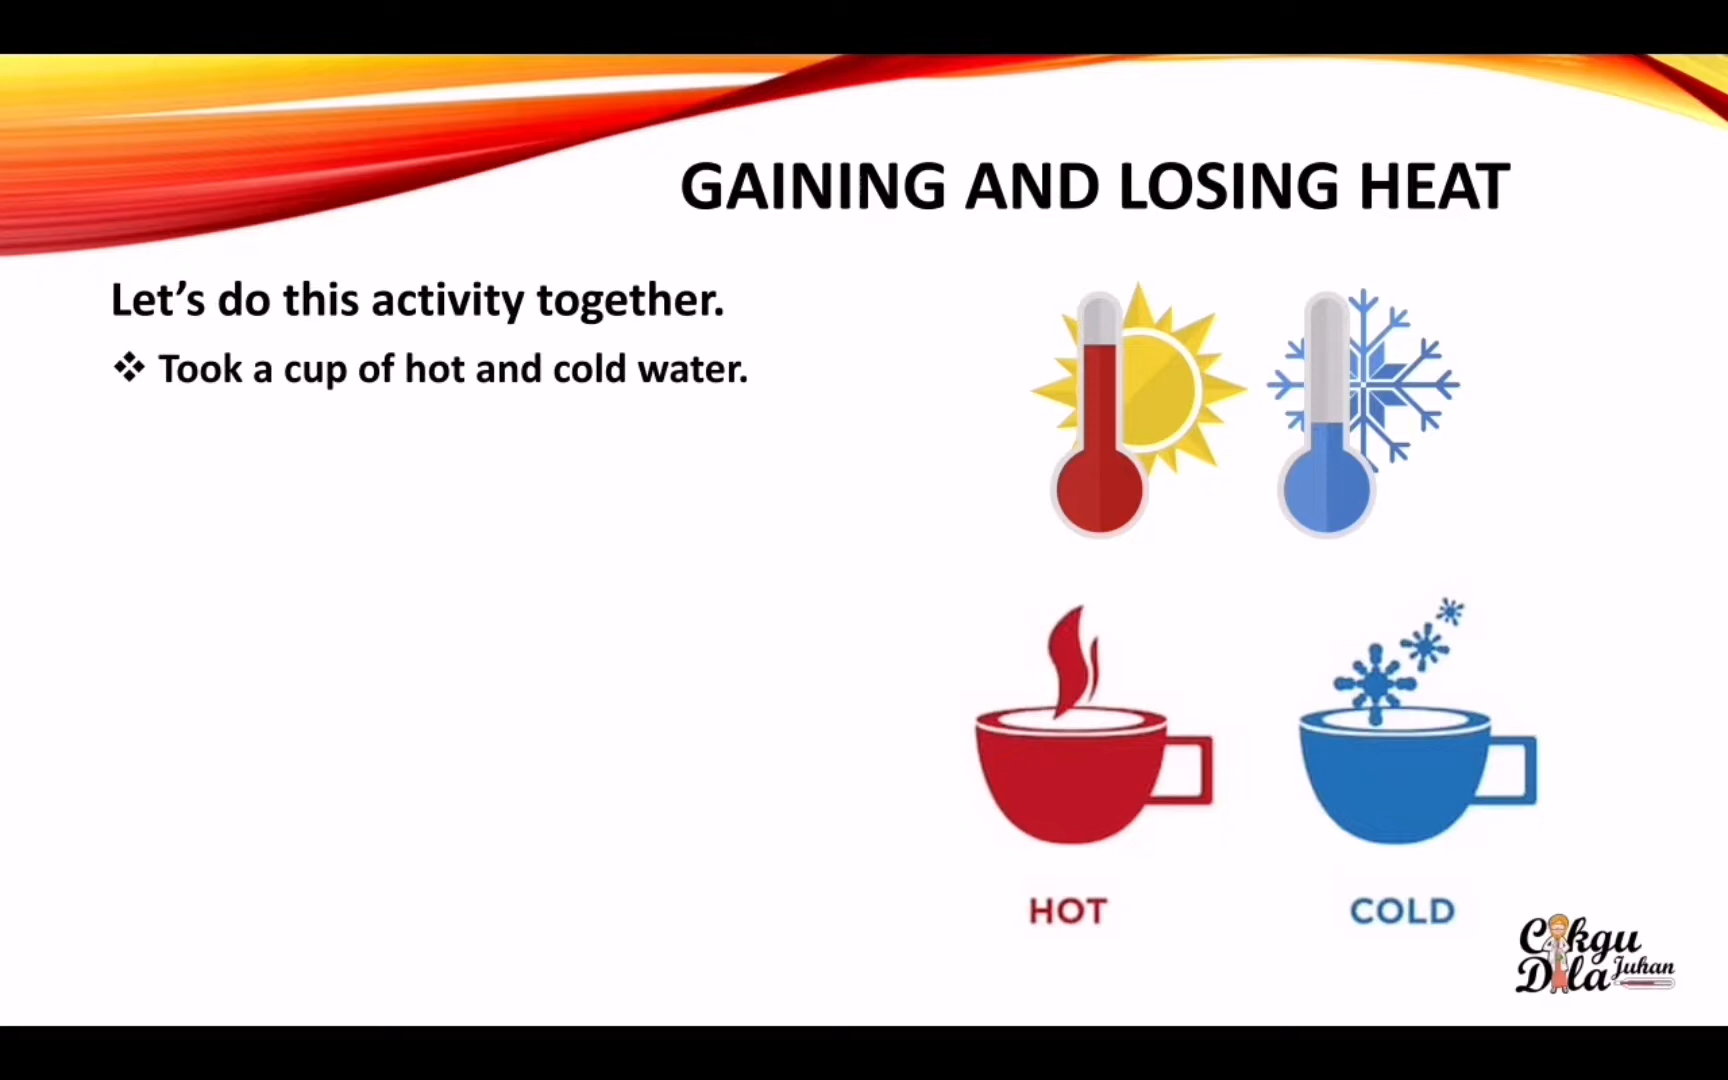 GAINING AND LOSING HEAT
Let’s do this activity together.
❖ Took a cup of hot and cold water.
HOT
COLD
Cikgu
Dila Juhan